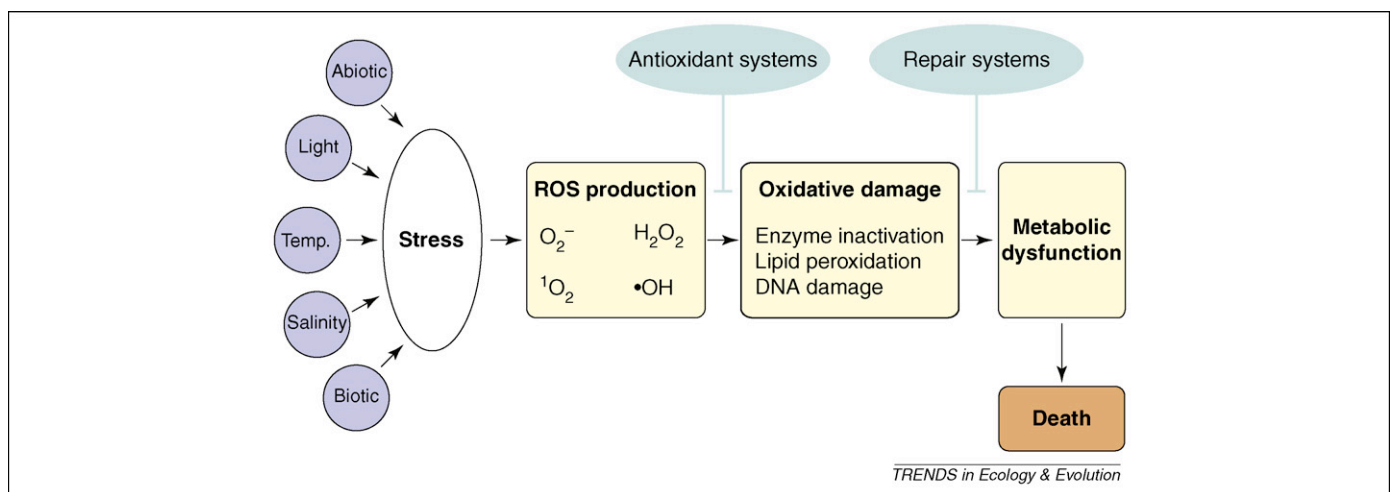 Antioxidant systems
Repair systems
Abiotic
Light
Temp.
Salinity
Biotic
Stress
ROS production
O₂⁻ H₂O₂
¹O₂ •OH
Oxidative damage
Enzyme inactivation
Lipid peroxidation
DNA damage
Metabolic
dysfunction
Death
TRENDS in Ecology & Evolution